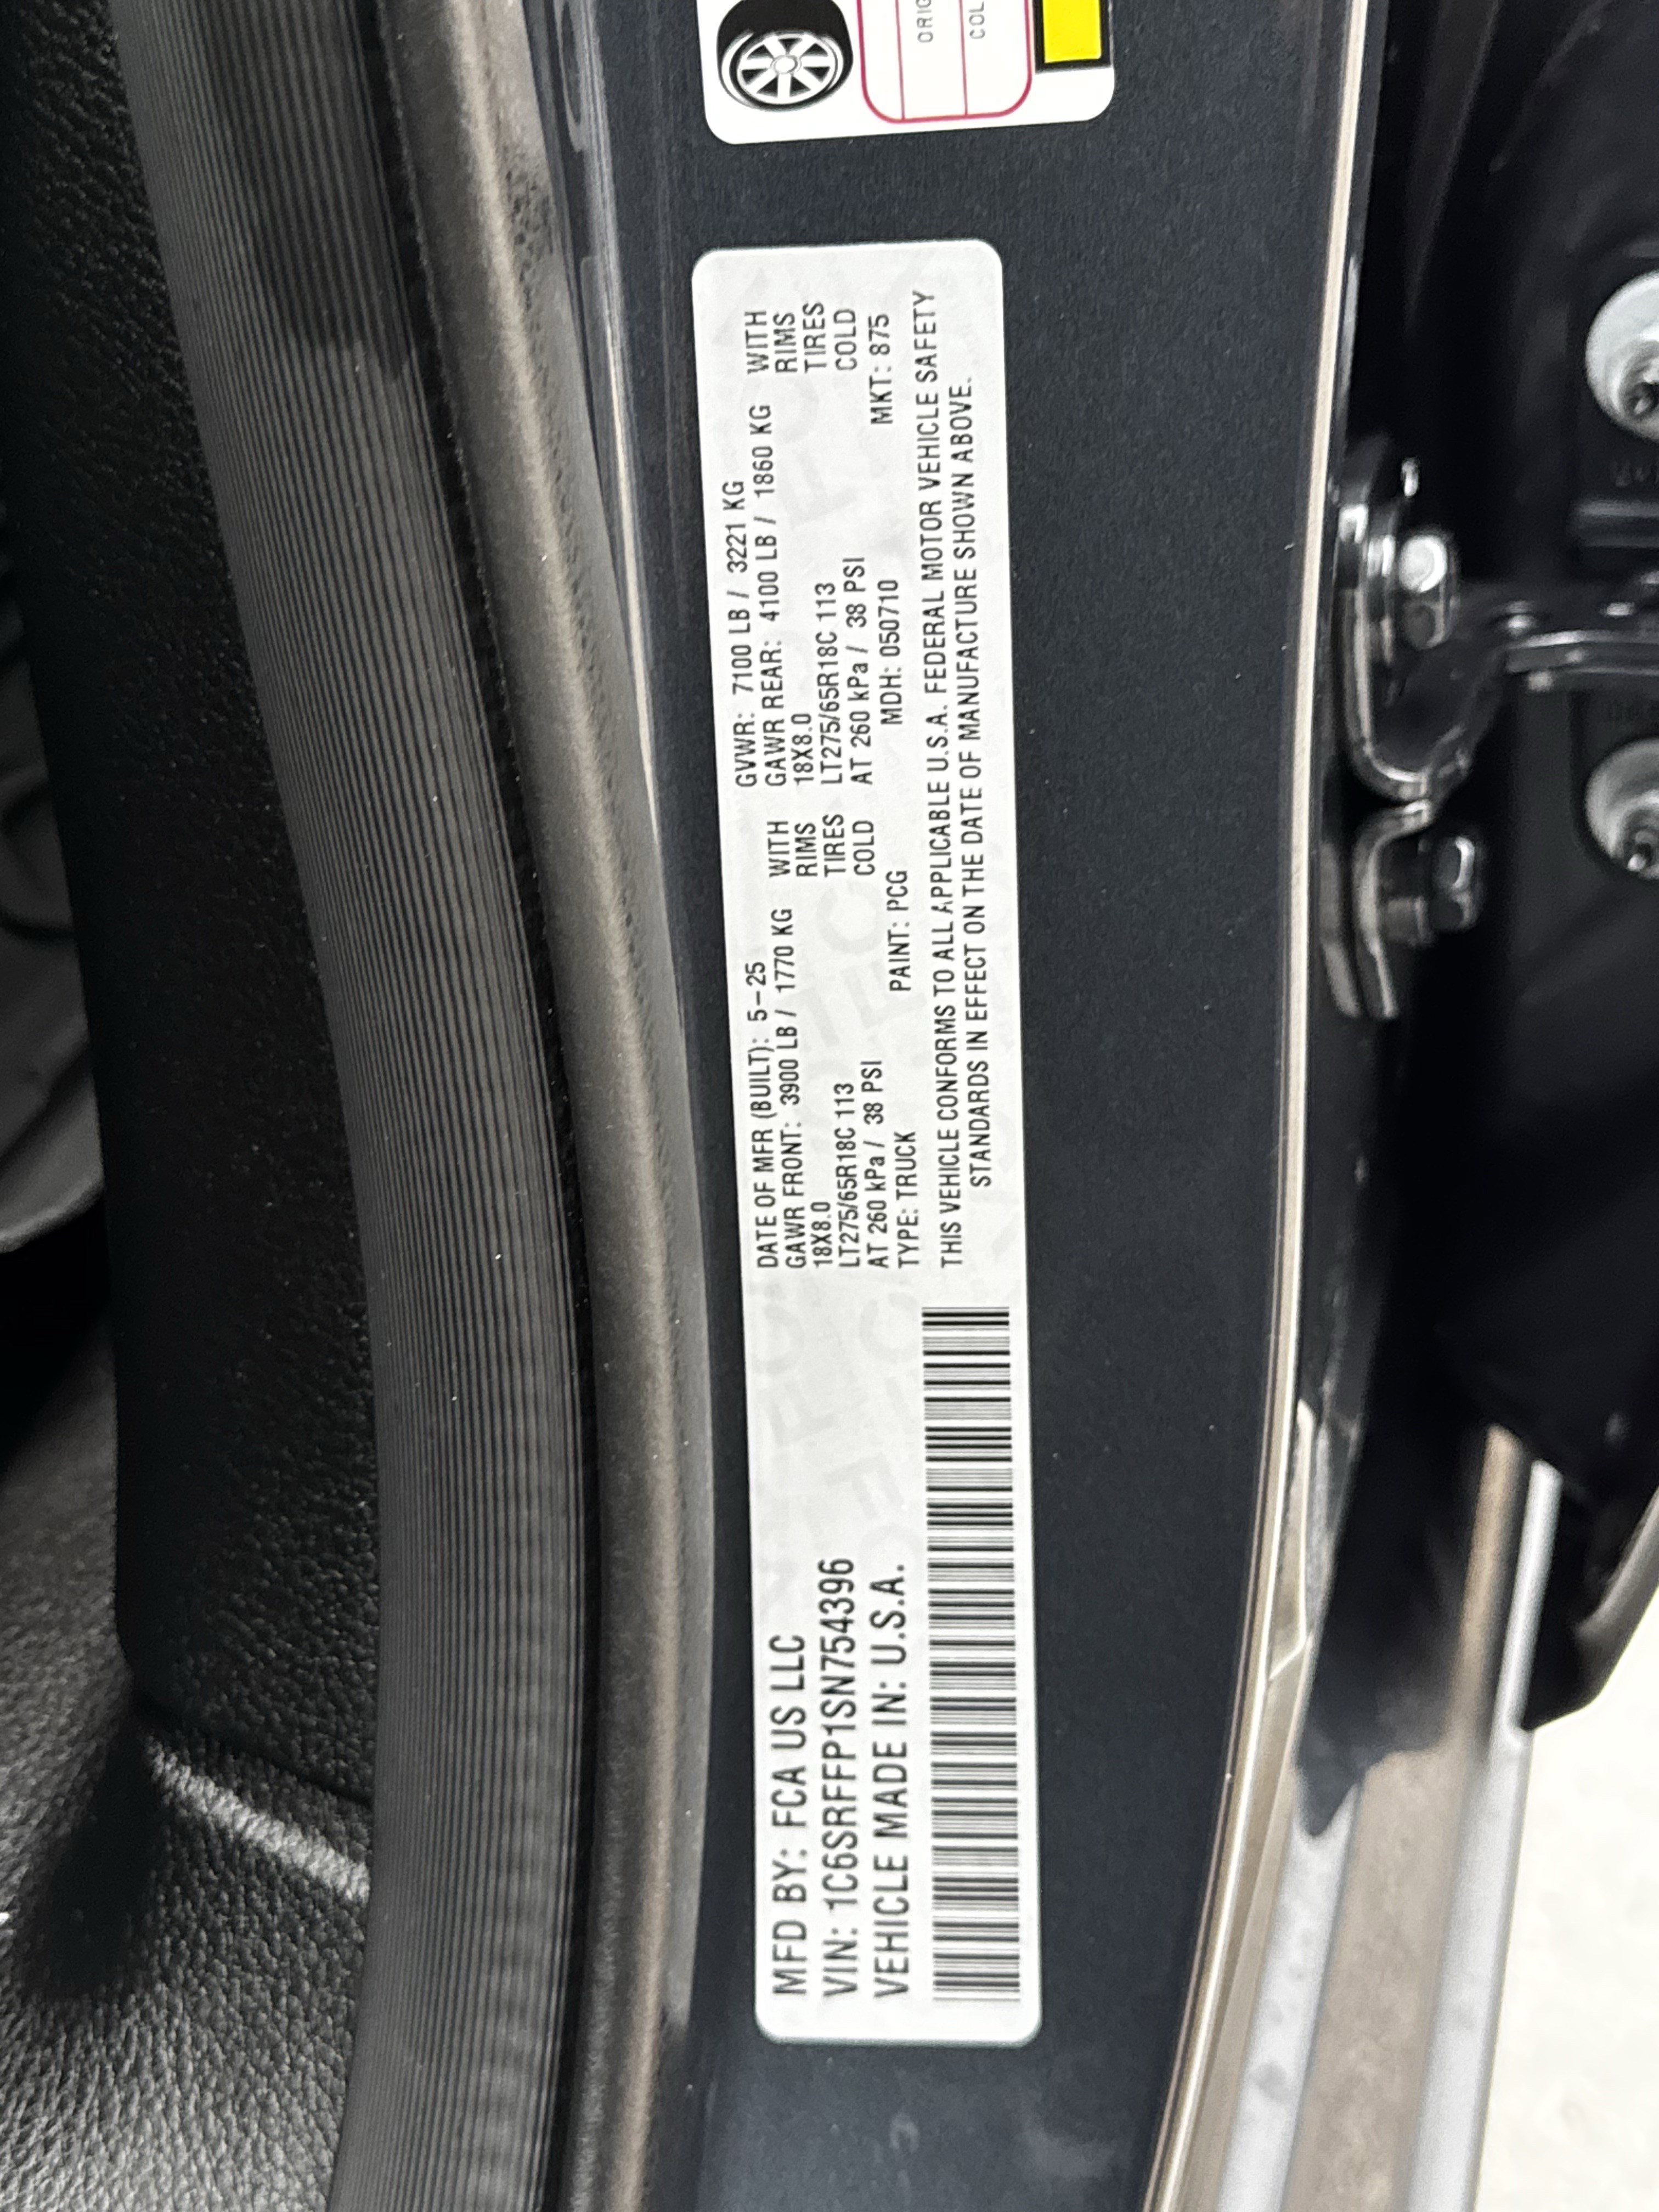 MFD BY: FCA US LLC
VIN: 1C6SRFFP1SN754396
VEHICLE MADE IN: U.S.A.
DATE OF MFR (BUILT): 5-25 GVWR: 7100 LB / 3221 KG
GAWR FRONT: 3900 LB / 1770 KG WITH GAWR REAR: 4100 LB / 1860 KG WITH
18X8.0 RIMS 18X8.0 RIMS
LT275/65R18C 113 TIRES LT275/65R18C 113 TIRES
AT 260 kPa / 38 PSI COLD AT 260 kPa / 38 PSI COLD
TYPE: TRUCK PAINT: PCG MDH: 050710 MKT: 875
THIS VEHICLE CONFORMS TO ALL APPLICABLE U.S.A. FEDERAL MOTOR VEHICLE SAFETY
STANDARDS IN EFFECT ON THE DATE OF MANUFACTURE SHOWN ABOVE.